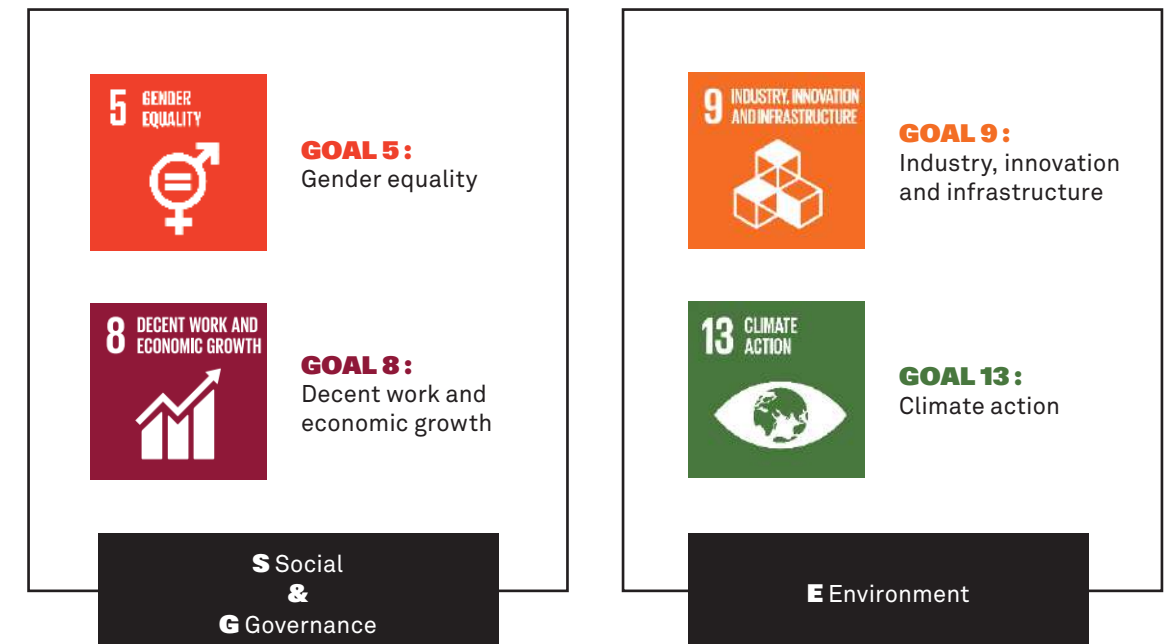 5 GENDER
EQUALITY
GOAL 5 :
Gender equality
8 DECENT WORK AND
ECONOMIC GROWTH
GOAL 8 :
Decent work and
economic growth
S Social
&
G Governance
9 INDUSTRY, INNOVATION
AND INFRASTRUCTURE
GOAL 9 :
Industry, innovation
and infrastructure
13 CLIMATE
ACTION
GOAL 13 :
Climate action
E Environment